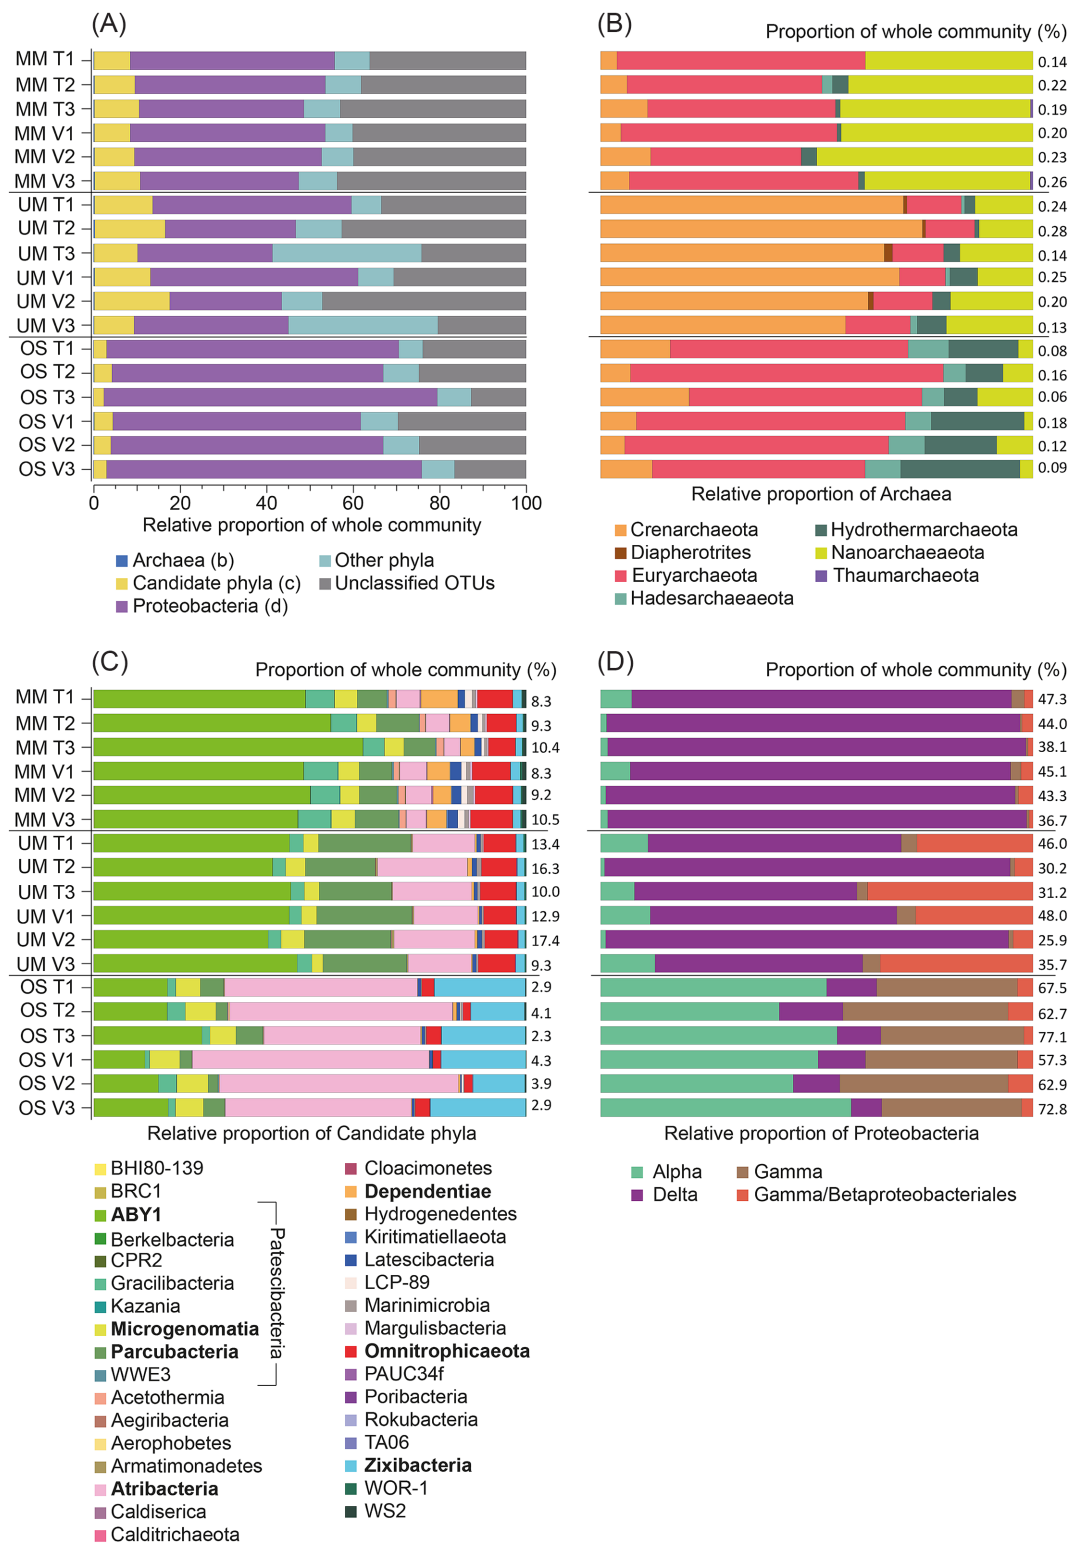 (A)
MM T1
MM T2
MM T3
MM V1
MM V2
MM V3
UM T1
UM T2
UM T3
UM V1
UM V2
UM V3
OS T1
OS T2
OS T3
OS V1
OS V2
OS V3
0 20 40 60 80 100
Relative proportion of whole community
Archaea (b)
Candidate phyla (c)
Proteobacteria (d)
Other phyla
Unclassified OTUs
(B)
Proportion of whole community (%)
0.14
0.22
0.19
0.20
0.23
0.26
0.24
0.28
0.14
0.25
0.20
0.13
0.08
0.16
0.06
0.18
0.12
0.09
Relative proportion of Archaea
Crenarchaeota
Diapherotrites
Euryarchaeota
Hadesarchaeaeota
Hydrothermarchaeota
Nanoarchaeaeota
Thaumarchaeota
(C)
Proportion of whole community (%)
MM T1 8.3
MM T2 9.3
MM T3 10.4
MM V1 8.3
MM V2 9.2
MM V3 10.5
UM T1 13.4
UM T2 16.3
UM T3 10.0
UM V1 12.9
UM V2 17.4
UM V3 9.3
OS T1 2.9
OS T2 4.1
OS T3 2.3
OS V1 4.3
OS V2 3.9
OS V3 2.9
Relative proportion of Candidate phyla
BHI80-139
BRC1
ABY1
Berkelbacteria
CPR2
Gracilibacteria
Kazania
Microgenomatia
Parcubacteria
WWE3
Patescibacteria
Acetothermia
Aegiribacteria
Aerophobetes
Armatimonadetes
Atribacteria
Caldiserica
Calditrichaeota
Cloacimonetes
Dependentiae
Hydrogenedentes
Kiritimatiellaeota
Latescibacteria
LCP-89
Marinimicrobia
Margulisbacteria
Omnitrophicaeota
PAUC34f
Poribacteria
Rokubacteria
TA06
Zixibacteria
WOR-1
WS2
(D)
Proportion of whole community (%)
47.3
44.0
38.1
45.1
43.3
36.7
46.0
30.2
31.2
48.0
25.9
35.7
67.5
62.7
77.1
57.3
62.9
72.8
Relative proportion of Proteobacteria
Alpha
Delta
Gamma
Gamma/Betaproteobacteriales